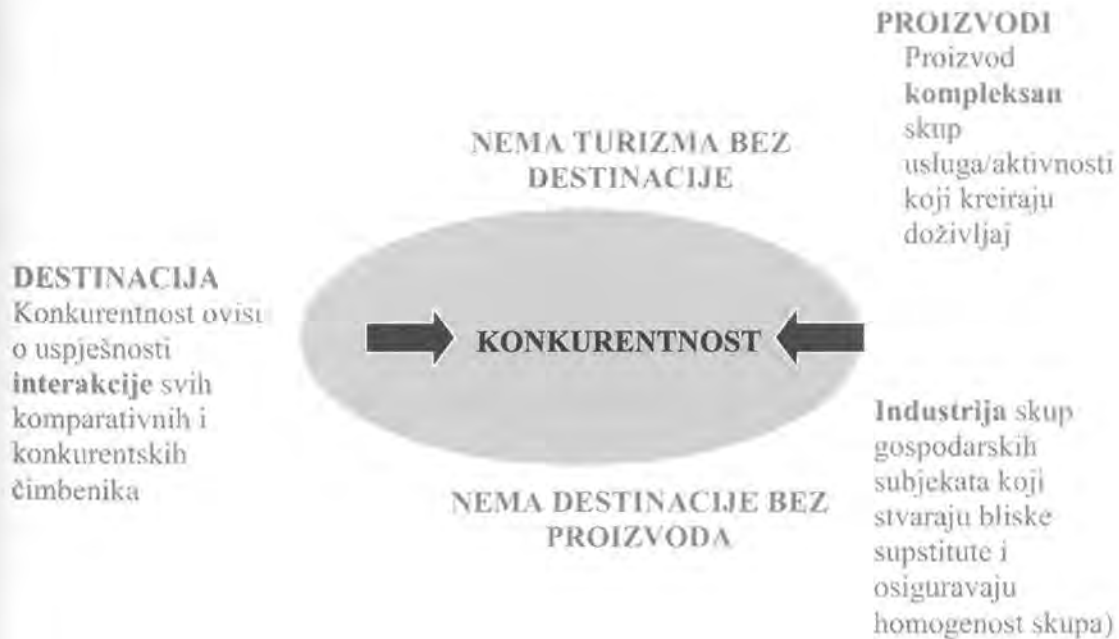 PROIZVODI
Proizvod
kompleksan
skup
usluga/aktivnosti
koji kreiraju
doživljaj
NEMA TURIZMA BEZ
DESTINACIJE
DESTINACIJA
Konkurentnost ovisi
o uspješnosti
interakcije svih
komparativnih i
konkurentskih
čimbenika
KONKURENTNOST
Industrija skup
gospodarskih
subjekata koji
stvaraju bliske
supstitute i
osiguravaju
homogenost skupa)
NEMA DESTINACIJE BEZ
PROIZVODA